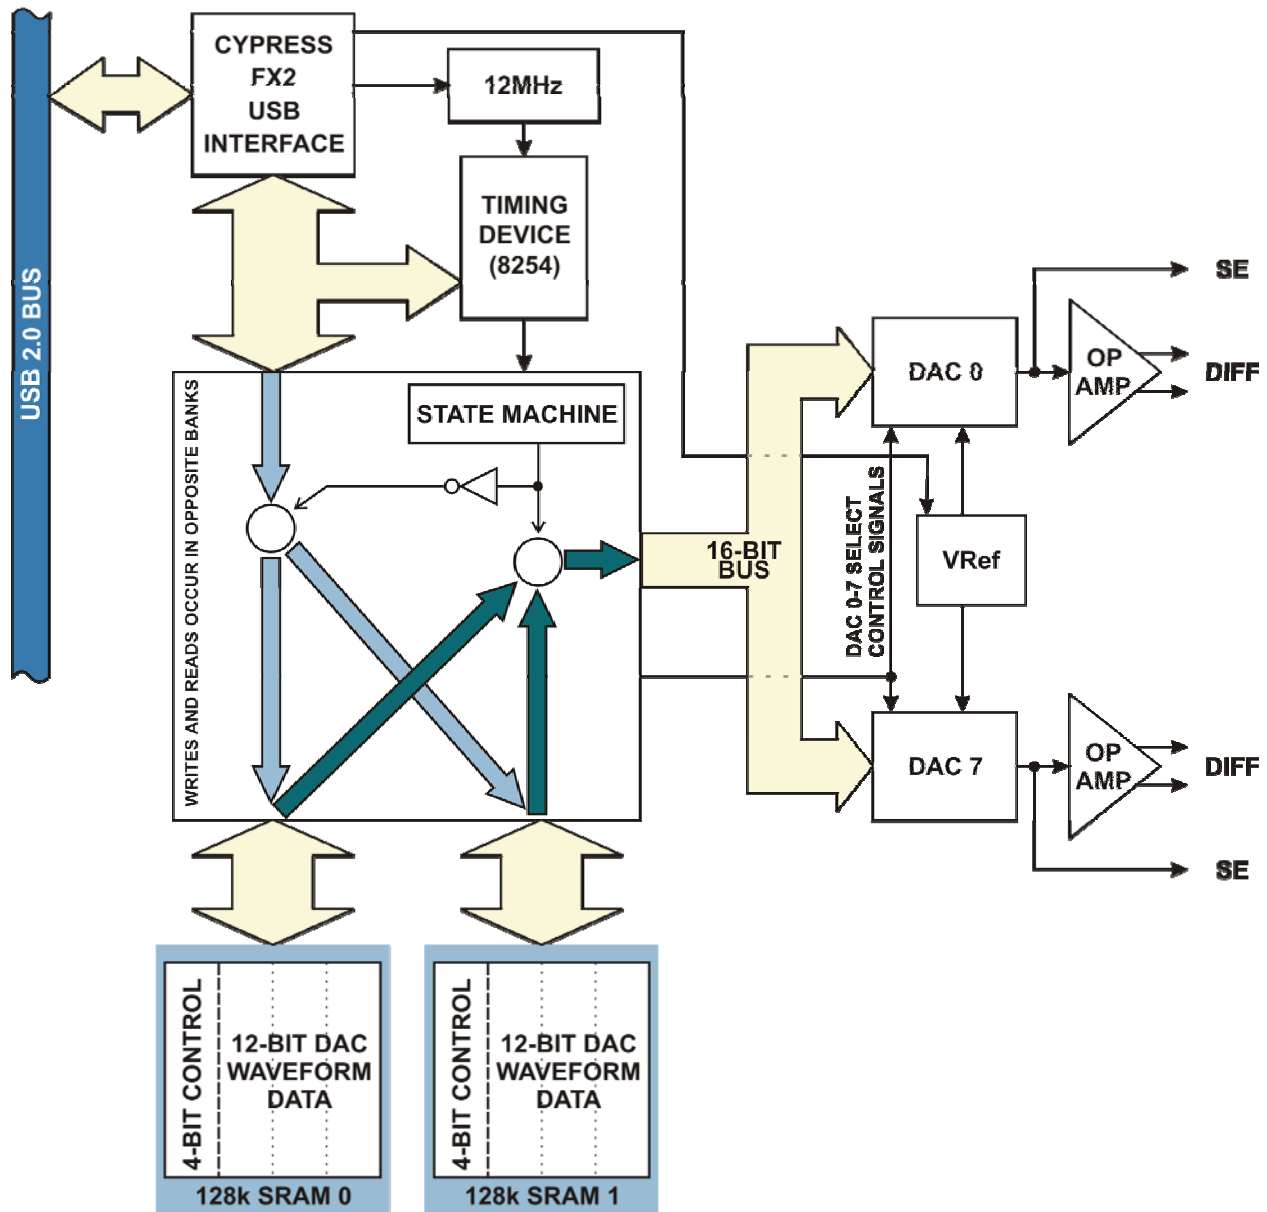 USB 2.0 BUS
CYPRESS
FX2
USB
INTERFACE
12MHz
TIMING
DEVICE
(8254)
WRITES AND READS OCCUR IN OPPOSITE BANKS
STATE MACHINE
16-BIT
BUS
DAC 0-7 SELECT
CONTROL SIGNALS
DAC 0
VRef
DAC 7
OP
AMP
SE
DIFF
OP
AMP
DIFF
SE
4-BIT CONTROL
12-BIT DAC
WAVEFORM
DATA
128k SRAM 0
4-BIT CONTROL
12-BIT DAC
WAVEFORM
DATA
128k SRAM 1